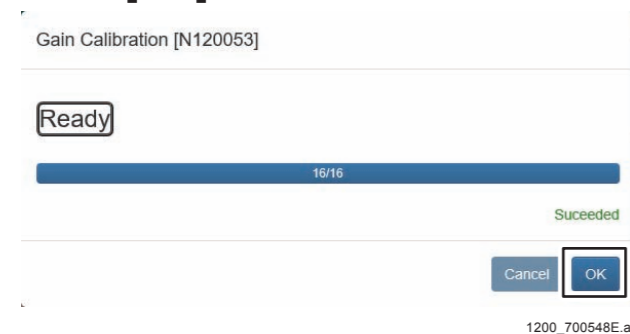 Gain Calibration [N120053]
Ready
16/16
Suceeded
Cancel
OK
1200_700548E.a